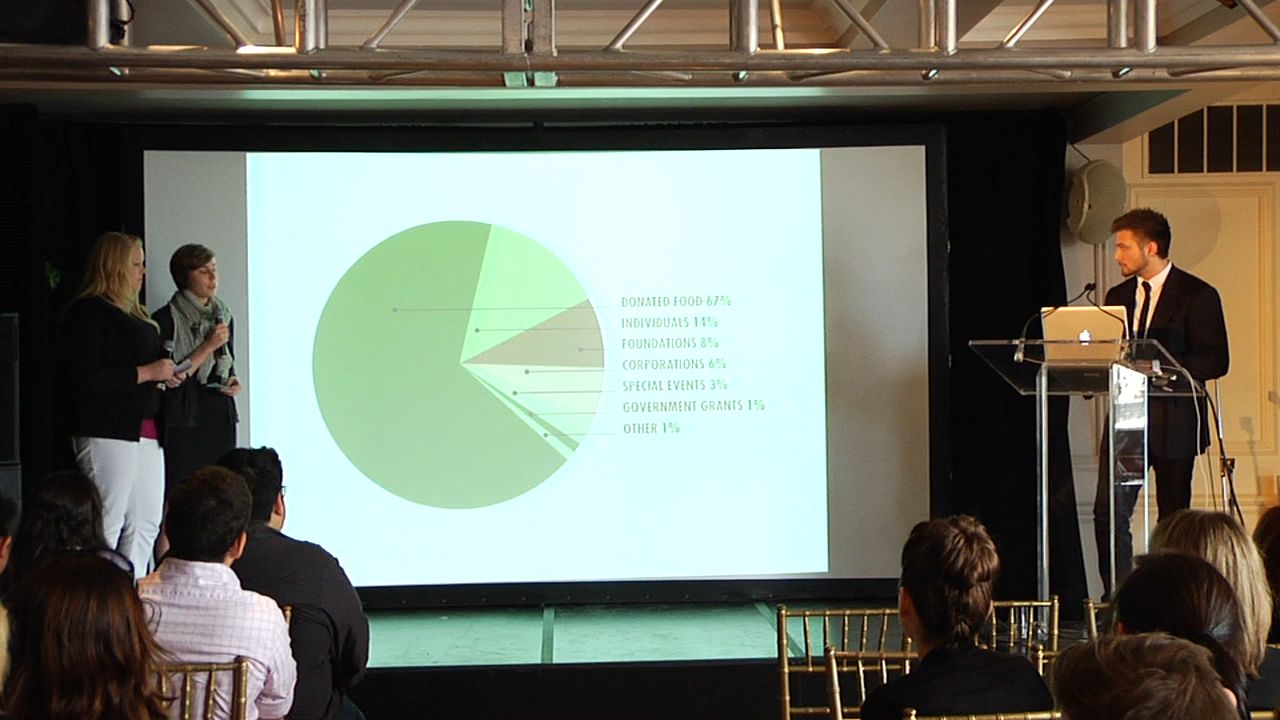 DONATED FOOD 67%
INDIVIDUALS 14%
FOUNDATIONS 8%
CORPORATIONS 6%
SPECIAL EVENTS 3%
GOVERNMENT GRANTS 1%
OTHER 1%